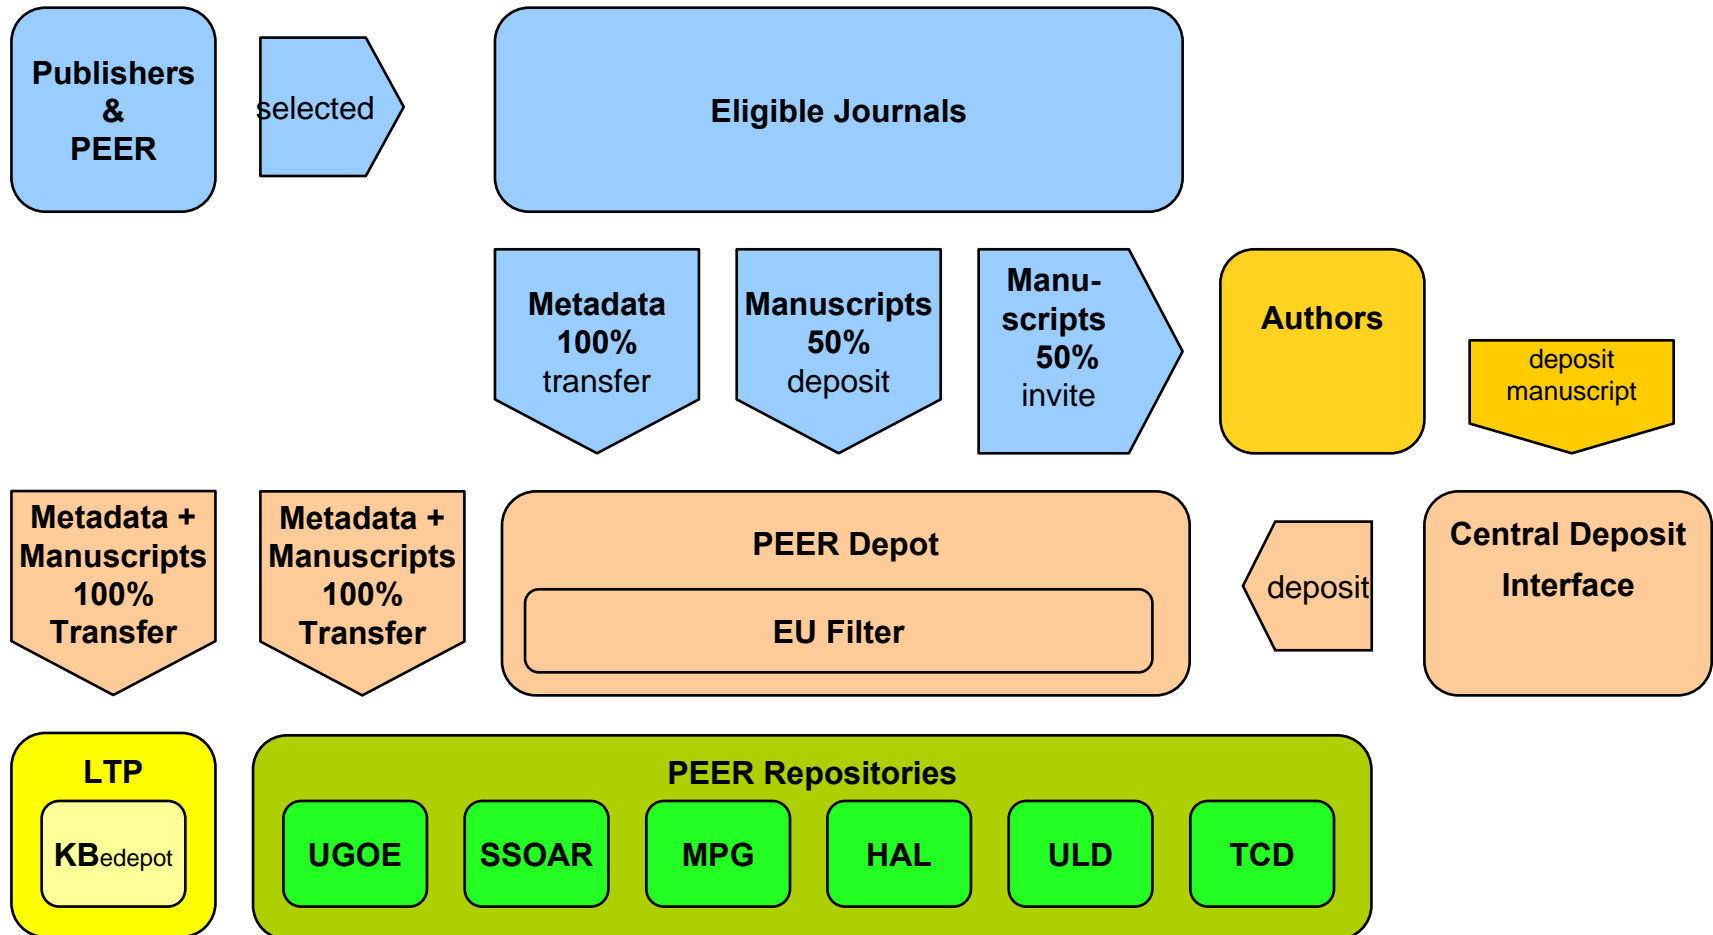 Publishers
&
PEER
selected
Eligible Journals
Metadata
100%
transfer
Manuscripts
50%
deposit
Manu-
scripts
50%
invite
Authors
deposit
manuscript
Metadata +
Manuscripts
100%
Transfer
Metadata +
Manuscripts
100%
Transfer
PEER Depot
EU Filter
deposit
Central Deposit
Interface
LTP
KBedepot
PEER Repositories
UGOE
SSOAR
MPG
HAL
ULD
TCD